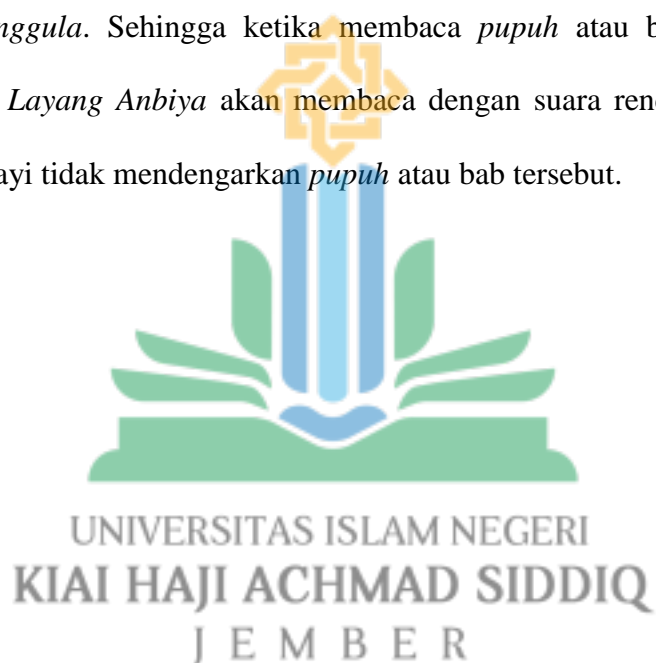 nggula. Sehingga ketika membaca pupuh atau b
Layang Anbiya akan membaca dengan suara ren
ayi tidak mendengarkan pupuh atau bab tersebut.
UNIVERSITAS ISLAM NEGERI
KIAI HAJI ACHMAD SIDDIQ
JEMBER